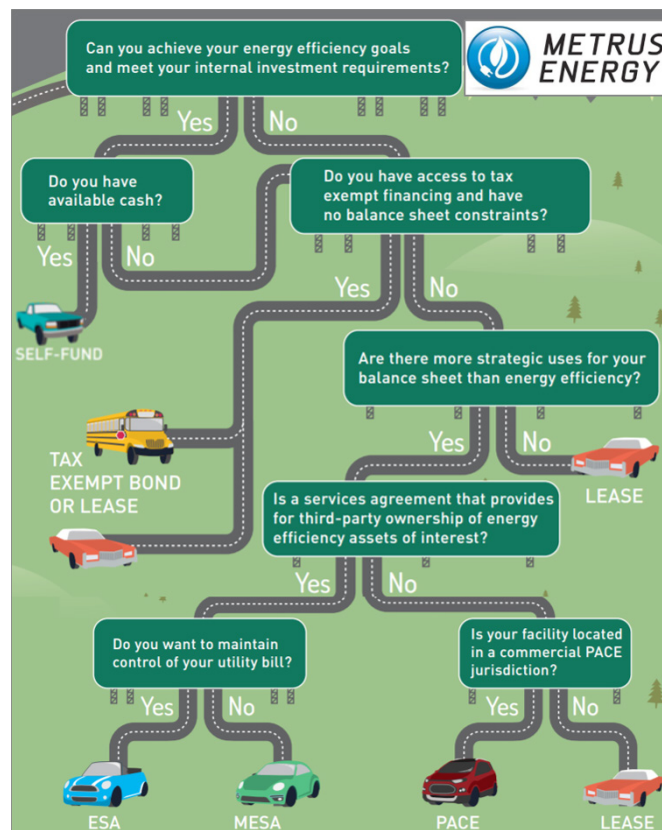 Can you achieve your energy efficiency goals
and meet your internal investment requirements?
METRUS
ENERGY
Yes
No
Do you have
available cash?
Do you have access to tax
exempt financing and have
no balance sheet constraints?
Yes
No
Yes
No
SELF-FUND
Are there more strategic uses for your
balance sheet than energy efficiency?
Yes
No
TAX
EXEMPT BOND
OR LEASE
LEASE
Is a services agreement that provides
for third-party ownership of energy
efficiency assets of interest?
Yes
No
Do you want to maintain
control of your utility bill?
Is your facility located
in a commercial PACE
jurisdiction?
Yes
No
Yes
No
ESA
MESA
PACE
LEASE